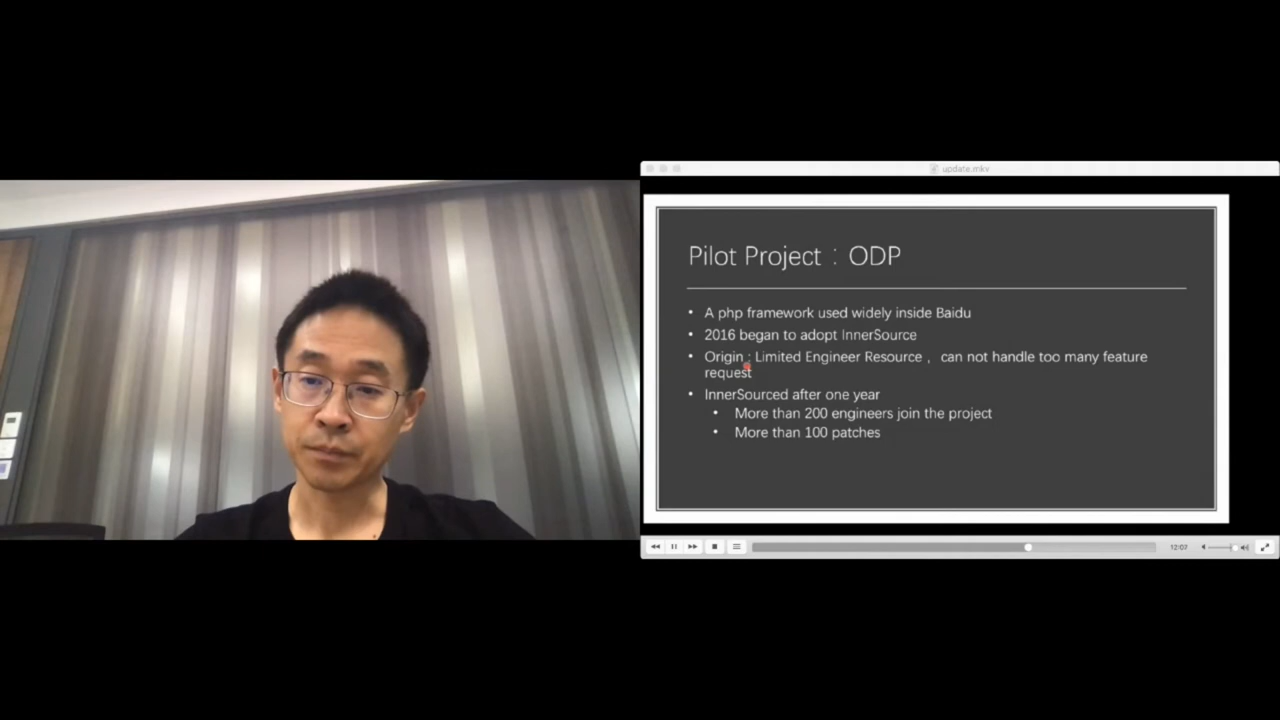 update.mkv
Pilot Project：ODP
• A php framework used widely inside Baidu
• 2016 began to adopt InnerSource
• Origin : Limited Engineer Resource， can not handle too many feature
request
• InnerSourced after one year
• More than 200 engineers join the project
• More than 100 patches
12:07